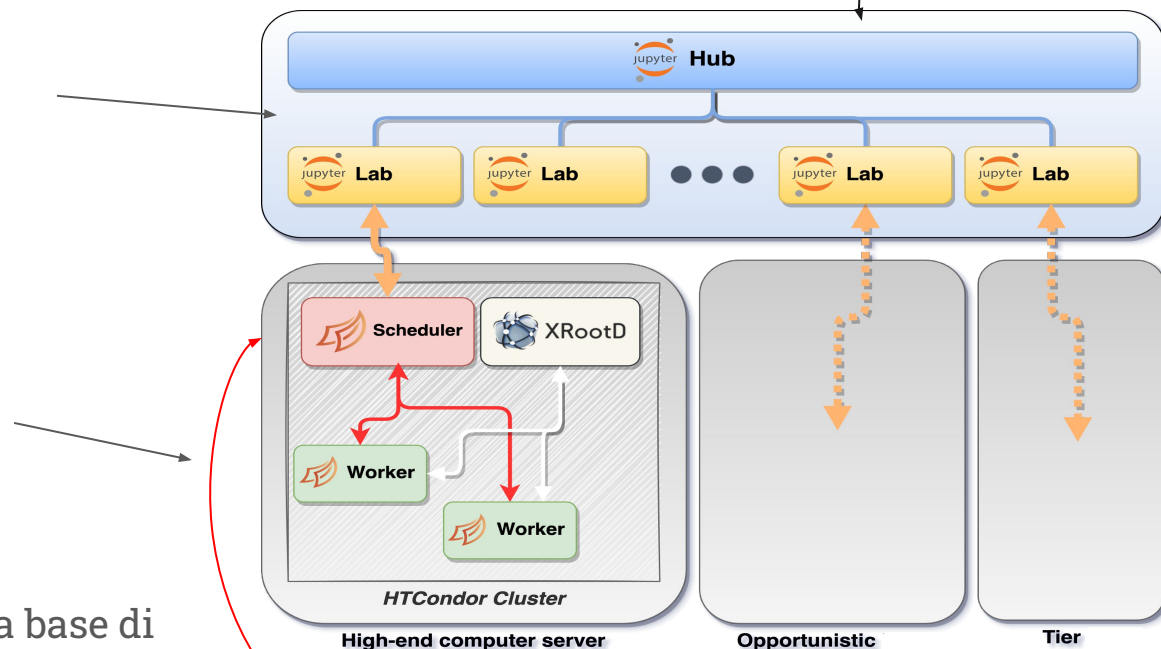 jupyter Hub
jupyter Lab
jupyter Lab
jupyter Lab
jupyter Lab
Scheduler
XRootD
Worker
Worker
HTCondor Cluster
a base di
High-end computer server
Opportunistic
Tier